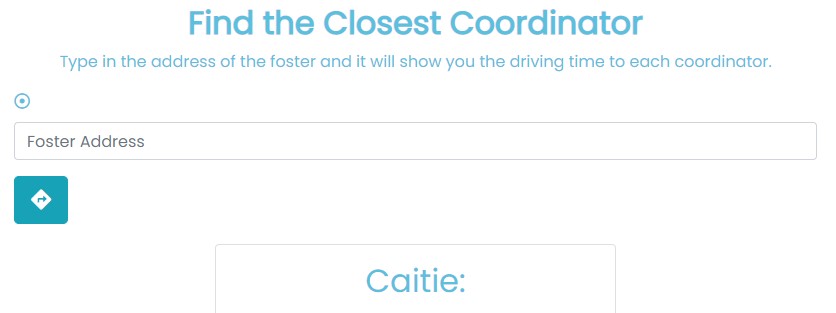 Find the Closest Coordinator
Type in the address of the foster and it will show you the driving time to each coordinator.
Foster Address
Caitie: